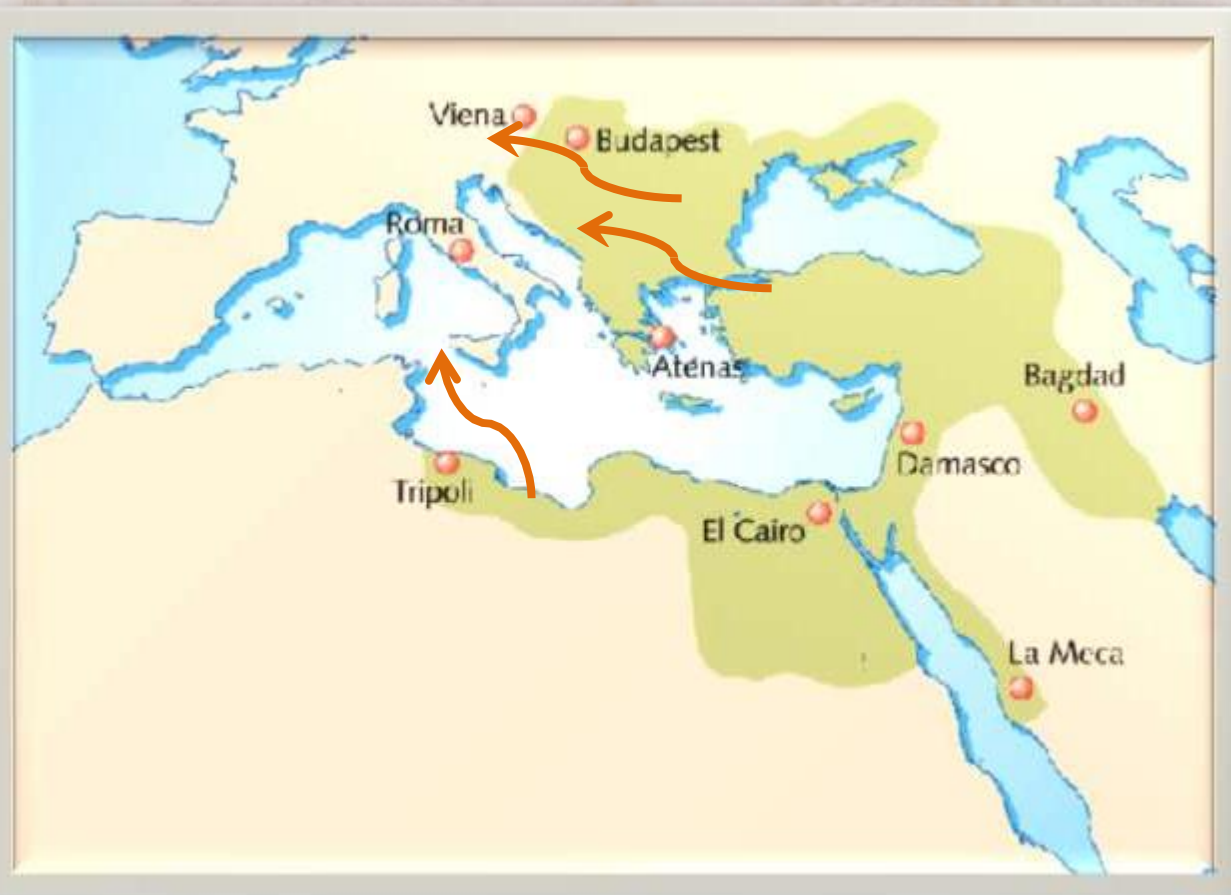 Viena
Budapest
Roma
Atenas
Bagdad
Damasco
Tripoli
El Cairo
La Meca